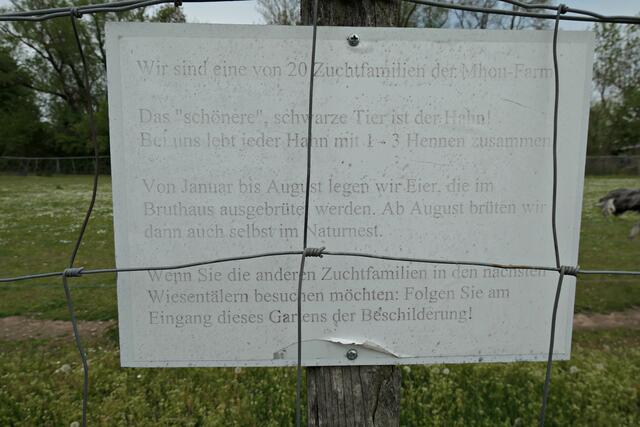 Wir sind eine von 20 Zuchtfamilien der Mhou-Farm
Das "schönere", schwarze Tier ist der Hahn!
Bei uns lebt jeder Hahn mit 1 - 3 Hennen zusammen.
Von Januar bis August legen wir Eier, die im
Bruthaus ausgebrütet werden. Ab August brüten wir
dann auch selbst im Naturnest.
Wenn Sie die anderen Zuchtfamilien in den nächsten
Wiesentälern besuchen möchten: Folgen Sie am
Eingang dieses Gartens der Beschilderung!